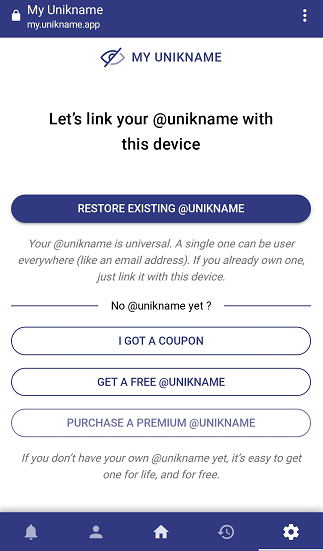 My Unikname
my.unikname.app
MY UNIKNAME
Let's link your @unikname with
this device
RESTORE EXISTING @UNIKNAME
Your @unikname is universal. A single one can be user
everywhere (like an email address). If you already own one,
just link it with this device.
No @unikname yet ?
I GOT A COUPON
GET A FREE @UNIKNAME
PURCHASE A PREMIUM @UNIKNAME
If you don't have your own @unikname yet, it's easy to get
one for life, and for free.